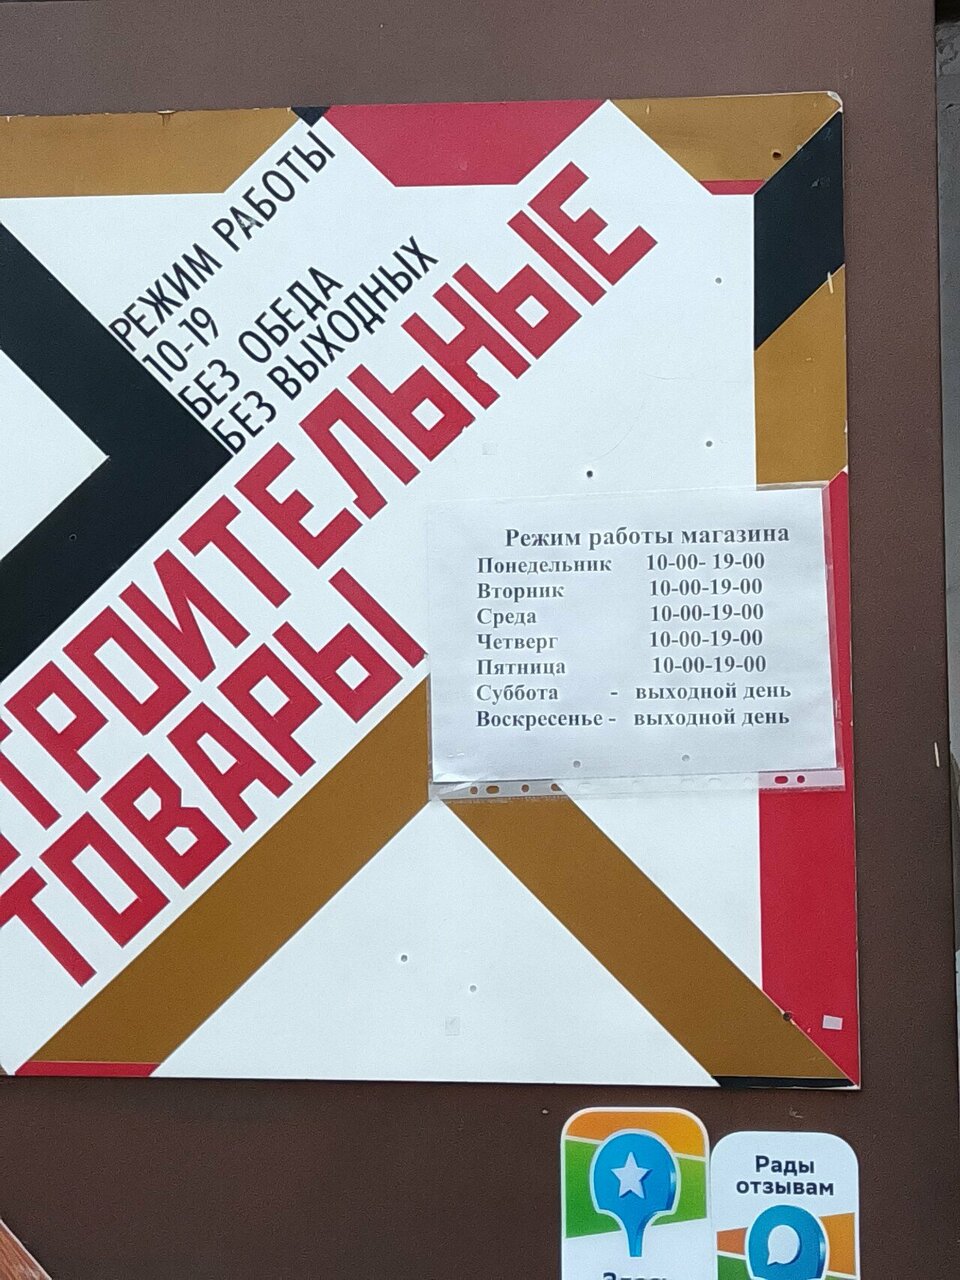 РЕЖИМ РАБОТЫ
10-19
БЕЗ ОБЕДА
БЕЗ ВЫХОДНЫХ
ТРОИТЕЛЬНЫЕ
ТОВАРЫ
Режим работы магазина
Понедельник 10-00- 19-00
Вторник 10-00-19-00
Среда 10-00-19-00
Четверг 10-00-19-00
Пятница 10-00-19-00
Суббота - выходной день
Воскресенье - выходной день
Рады
отзывам